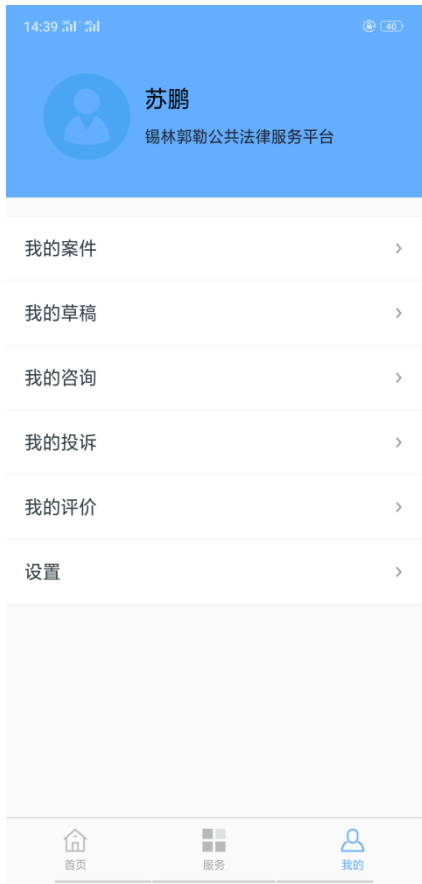 14:39
40
苏鹏
锡林郭勒公共法律服务平台
我的案件
我的草稿
我的咨询
我的投诉
我的评价
设置
首页
服务
我的